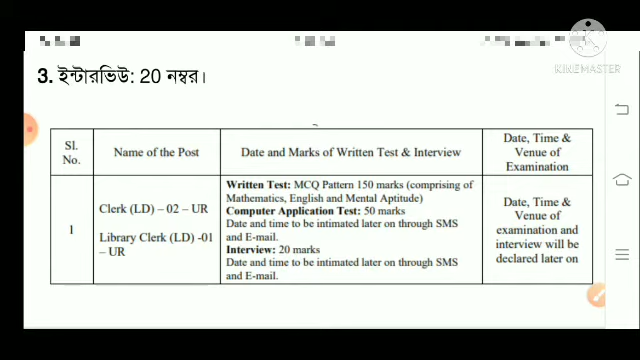 KINEMASTER
3. ইন্টারভিউ: 20 নম্বর।
Sl. No.
Name of the Post
Date and Marks of Written Test & Interview
Date, Time &
Venue of
Examination
1
Clerk (LD) – 02 – UR
Library Clerk (LD) -01
– UR
Written Test: MCQ Pattern 150 marks (comprising of
Mathematics, English and Mental Aptitude)
Computer Application Test: 50 marks
Date and time to be intimated later on through SMS
and E-mail.
Interview: 20 marks
Date and time to be intimated later on through SMS
and E-mail.
Date, Time &
Venue of
examination and
interview will be
declared later on